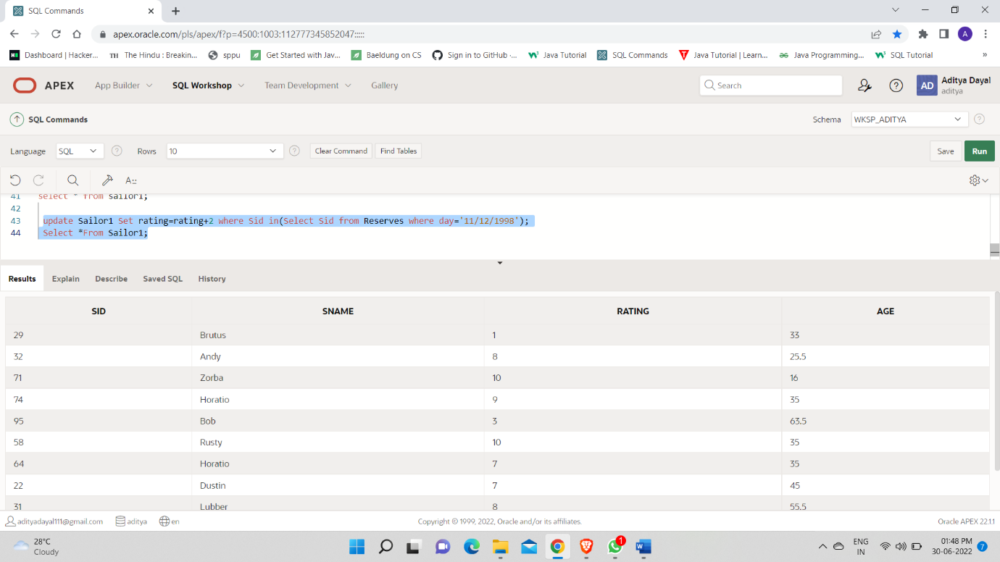 SQL Commands
apex.oracle.com/pls/apex/f?p=4500:1003:112777345852047:::::
A
Dashboard | Hacker... TH The Hindu : Breakin... sppu Get Started with Jav... Baeldung on CS Sign in to GitHub ·... Java Tutorial SQL Commands Java Tutorial | Learn... Java Programming... SQL Tutorial »
APEX App Builder SQL Workshop Team Development Gallery Search AD Aditya Dayal
aditya
SQL Commands Schema WKSP_ADITYA
Language SQL Rows 10 Clear Command Find Tables Save Run
41 select * from sailor1;
42
43 update Sailor1 Set rating=rating+2 where Sid in(Select Sid from Reserves where day='11/12/1998');
44 Select *From Sailor1;
Results Explain Describe Saved SQL History
SID SNAME RATING AGE
29 Brutus 1 33
32 Andy 8 25.5
71 Zorba 10 16
74 Horatio 9 35
95 Bob 3 63.5
58 Rusty 10 35
64 Horatio 7 35
22 Dustin 7 45
31 Lubber 8 55.5
adityadayal111@gmail.com aditya en Copyright © 1999, 2022, Oracle and/or its affiliates. Oracle APEX 22.1.1
28°C
Cloudy
1
ENG
IN
01:48 PM
30-06-2022
7